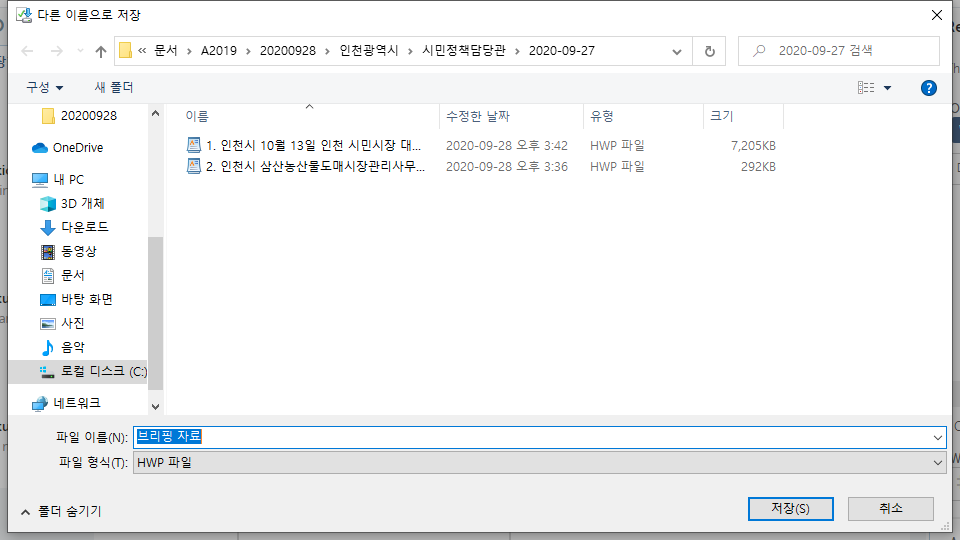 다른 이름으로 저장
« 문서 › A2019 › 20200928 › 인천광역시 › 시민정책담당관 › 2020-09-27
2020-09-27 검색
구성 새 폴더
20200928
OneDrive
내 PC
3D 개체
다운로드
동영상
문서
바탕 화면
사진
음악
로컬 디스크 (C:)
네트워크
이름 수정한 날짜 유형 크기
1. 인천시 10월 13일 인천 시민시장 대... 2020-09-28 오후 3:42 HWP 파일 7,205KB
2. 인천시 삼산농산물도매시장관리사무... 2020-09-28 오후 3:36 HWP 파일 292KB
파일 이름(N): 브리핑 자료
파일 형식(T): HWP 파일
폴더 숨기기
저장(S) 취소